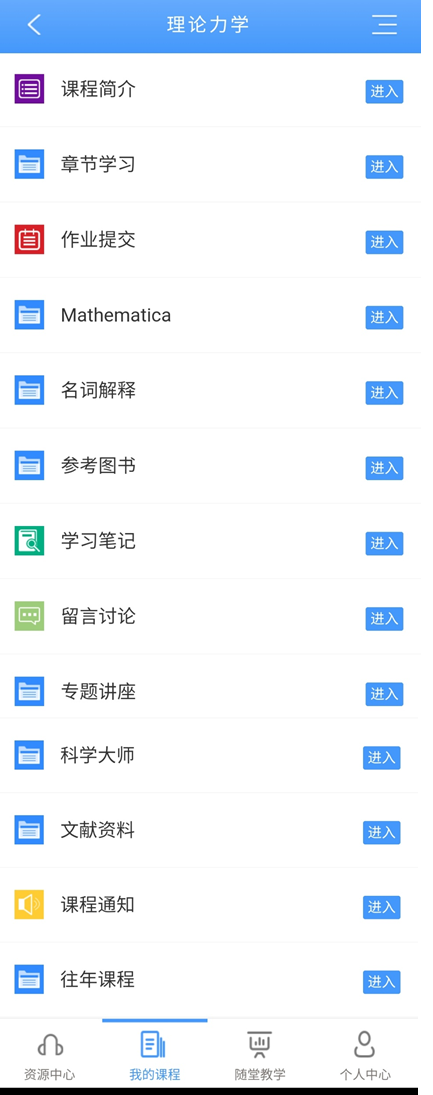 理论力学
课程简介 进入
章节学习 进入
作业提交 进入
Mathematica 进入
名词解释 进入
参考图书 进入
学习笔记 进入
留言讨论 进入
专题讲座 进入
科学大师 进入
文献资料 进入
课程通知 进入
往年课程 进入
资源中心 我的课程 随堂教学 个人中心